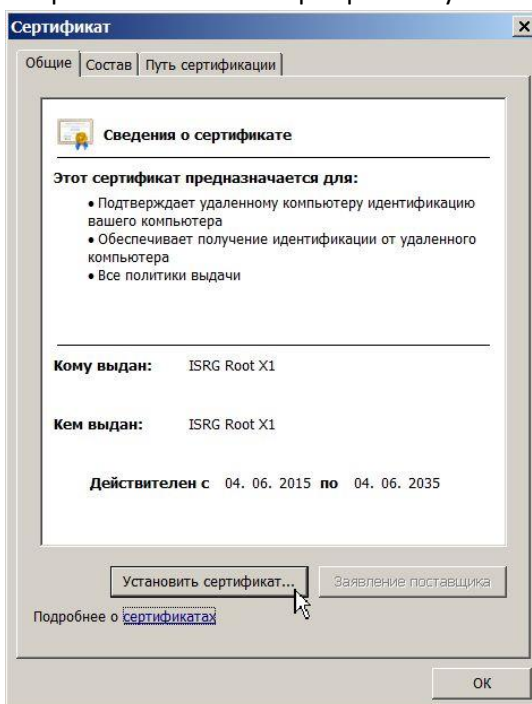 Сертификат
Общие
Состав
Путь сертификации
Сведения о сертификате
Этот сертификат предназначается для:
• Подтверждает удаленному компьютеру идентификацию
вашего компьютера
• Обеспечивает получение идентификации от удаленного
компьютера
• Все политики выдачи
Кому выдан: ISRG Root X1
Кем выдан: ISRG Root X1
Действителен с 04. 06. 2015 по 04. 06. 2035
Установить сертификат...
Заявление поставщика
Подробнее о сертификатах
ОК